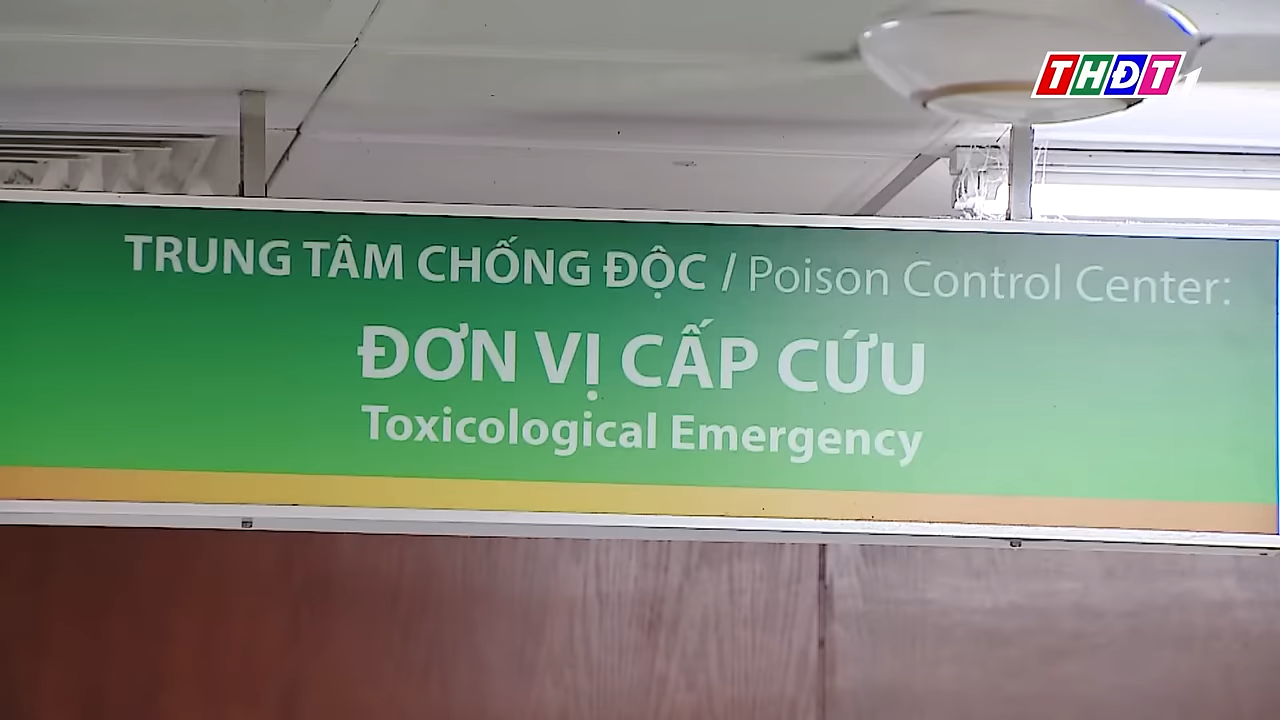 THĐT1
TRUNG TÂM CHỐNG ĐỘC / Poison Control Center:
ĐƠN VỊ CẤP CỨU
Toxicological Emergency